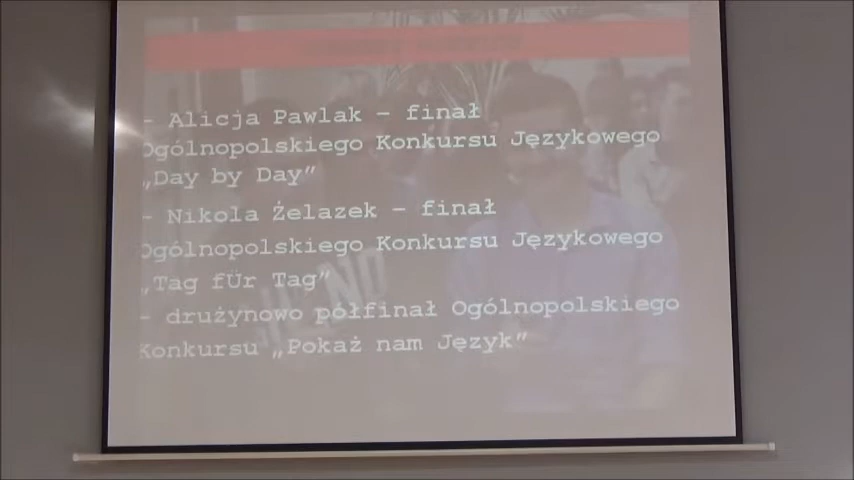 - Alicja Pawlak – finał
Ogólnopolskiego Konkursu Językowego
„Day by Day”
- Nikola Żelazek – finał
Ogólnopolskiego Konkursu Językowego
„Tag fÜr Tag”
- drużynowo półfinał Ogólnopolskiego
Konkursu „Pokaż nam Język”